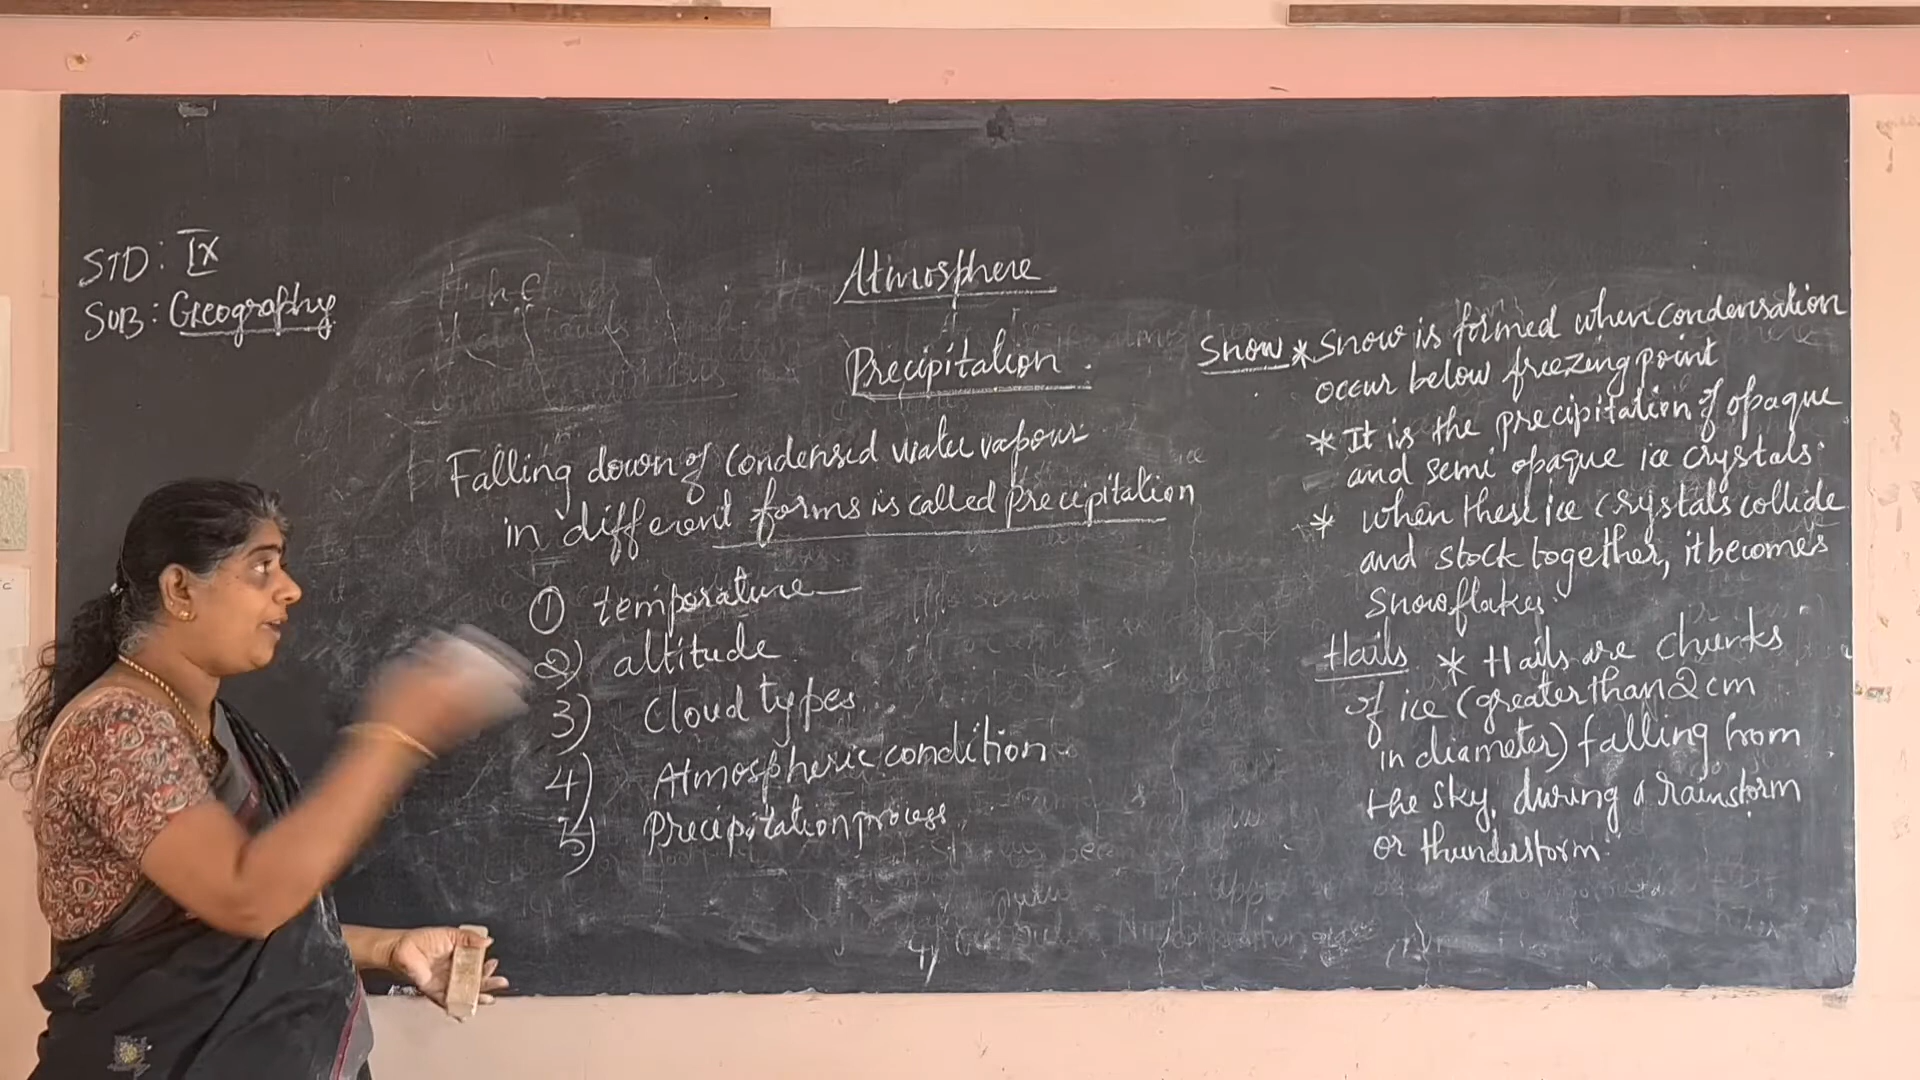 STD : IX
SUB : Geography
Atmosphere
Precipitation.
Falling down of condensed water vapour
in different forms is called precipitation
① temperature
2) altitude
3) Cloud types
4) Atmospheric condition
5) Precipitation process
4)
Snow * Snow is formed when condensation
occur below freezing point
* It is the precipitation of opaque
and semi opaque ice crystals.
* when these ice crystals collide
and stock together, it becomes
Snowflakes.
Hails * Hails are chunks
of ice (greater than 2 cm
in diameter) falling from
the sky, during a rainstorm
or thunderstorm.